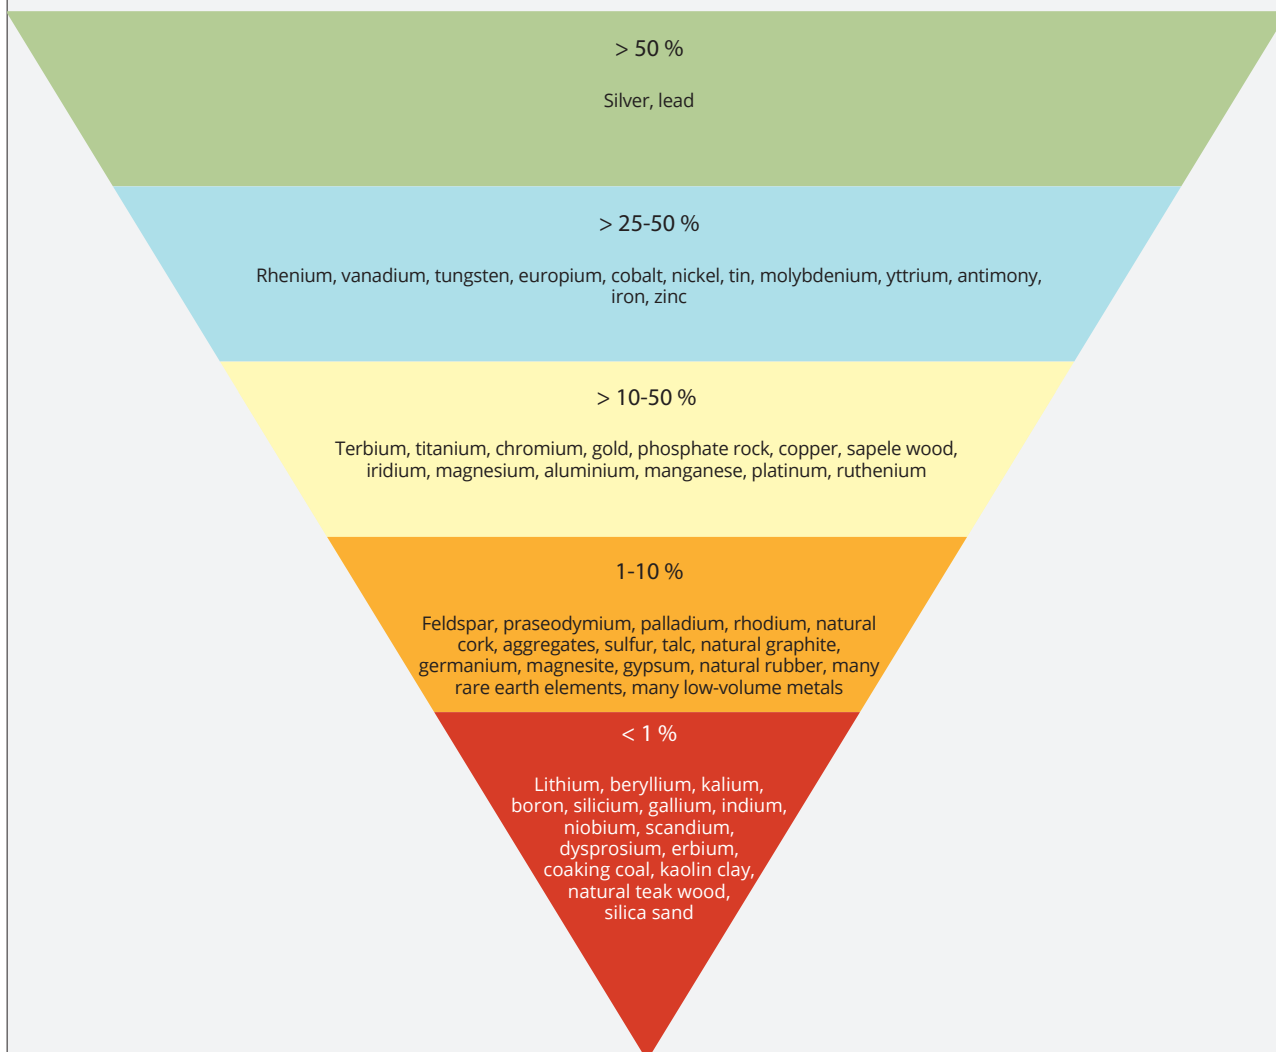 > 50 %
Silver, lead
> 25-50 %
Rhenium, vanadium, tungsten, europium, cobalt, nickel, tin, molybdenium, yttrium, antimony,
iron, zinc
> 10-50 %
Terbium, titanium, chromium, gold, phosphate rock, copper, sapele wood,
iridium, magnesium, aluminium, manganese, platinum, ruthenium
1-10 %
Feldspar, praseodymium, palladium, rhodium, natural
cork, aggregates, sulfur, talc, natural graphite,
germanium, magnesite, gypsum, natural rubber, many
rare earth elements, many low-volume metals
< 1 %
Lithium, beryllium, kalium,
boron, silicium, gallium, indium,
niobium, scandium,
dysprosium, erbium,
coaking coal, kaolin clay,
natural teak wood,
silica sand